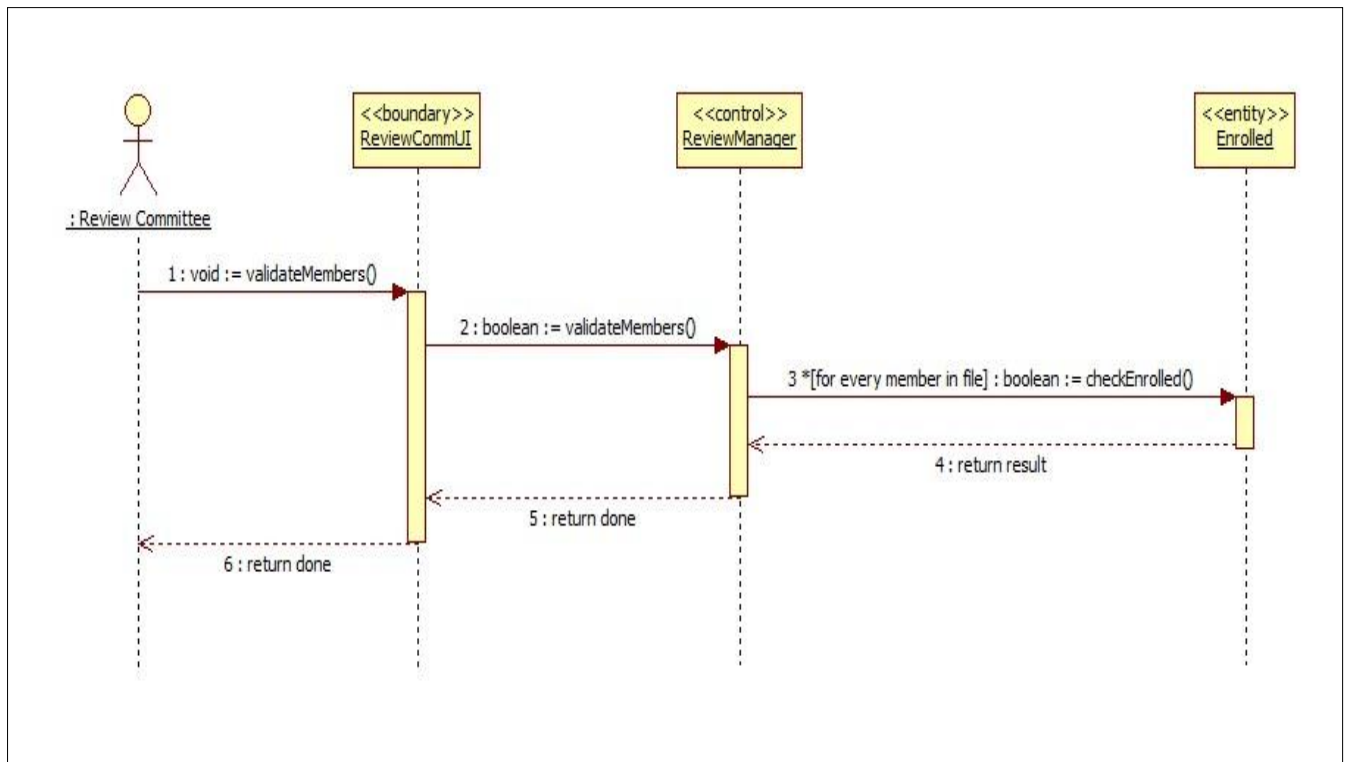 <<boundary>>
ReviewCommUI
<<control>>
ReviewManager
<<entity>>
Enrolled
: Review Committee
1 : void := validateMembers()
2 : boolean := validateMembers()
3 *[for every member in file] : boolean := checkEnrolled()
4 : return result
5 : return done
6 : return done